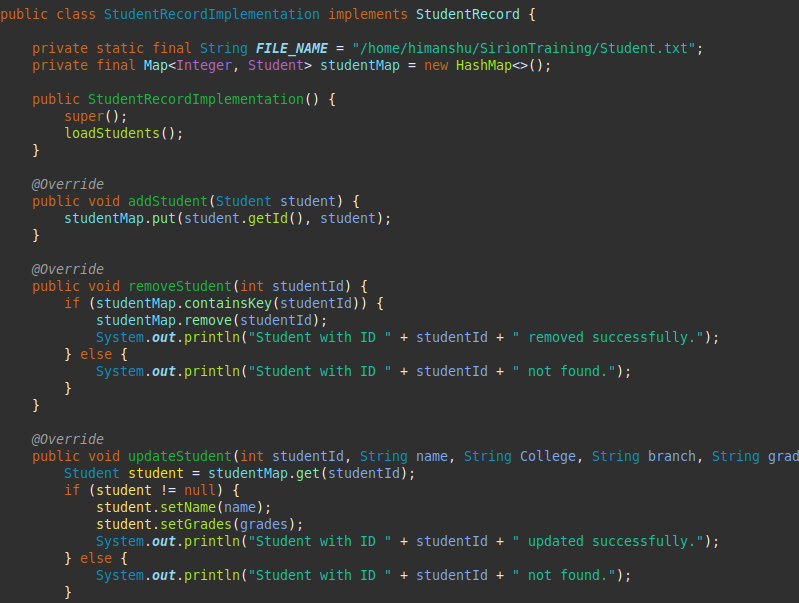 public class StudentRecordImplementation implements StudentRecord {
private static final String FILE_NAME = "/home/himanshu/SirionTraining/Student.txt";
private final Map<Integer, Student> studentMap = new HashMap<>();
public StudentRecordImplementation() {
super();
loadStudents();
}
@Override
public void addStudent(Student student) {
studentMap.put(student.getId(), student);
}
@Override
public void removeStudent(int studentId) {
if (studentMap.containsKey(studentId)) {
studentMap.remove(studentId);
System.out.println("Student with ID " + studentId + " removed successfully.");
} else {
System.out.println("Student with ID " + studentId + " not found.");
}
}
@Override
public void updateStudent(int studentId, String name, String College, String branch, String grad
Student student = studentMap.get(studentId);
if (student != null) {
student.setName(name);
student.setGrades(grades);
System.out.println("Student with ID " + studentId + " updated successfully.");
} else {
System.out.println("Student with ID " + studentId + " not found.");
}